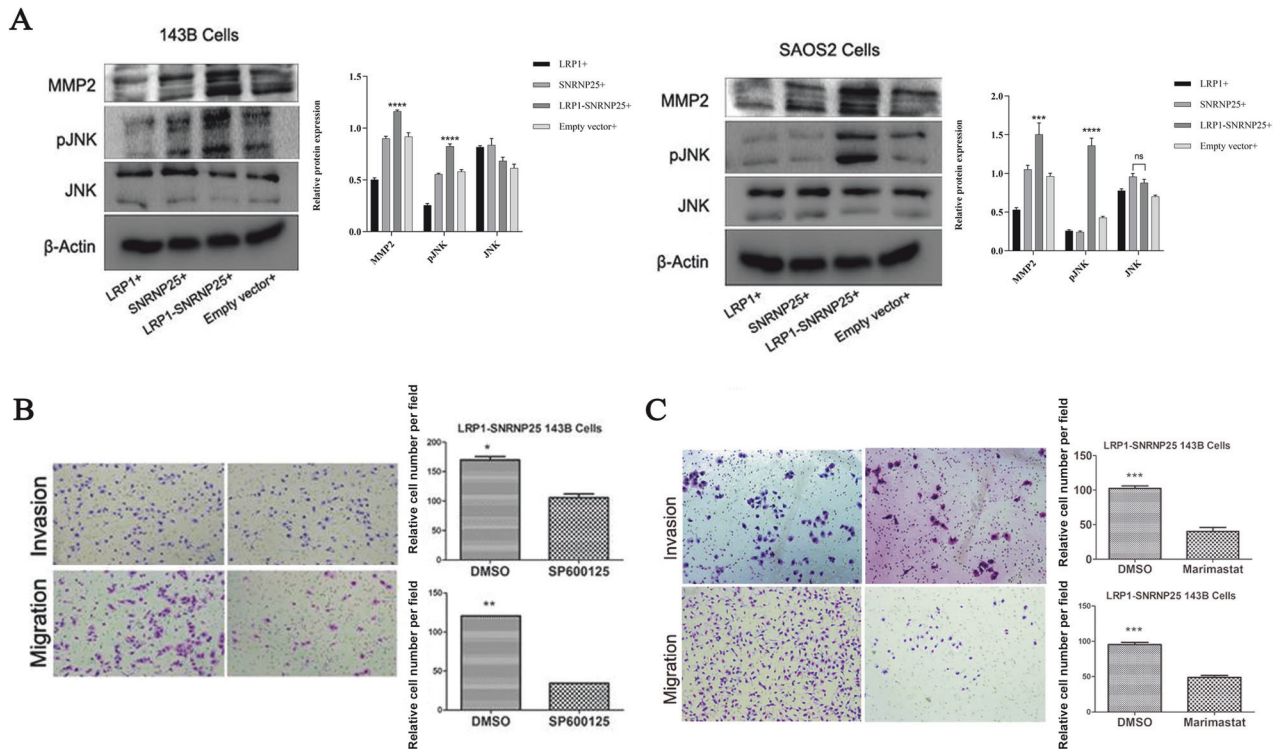 A
143B Cells
MMP2
pJNK
JNK
β-Actin
LRP1+
SNRNP25+
LRP1-SNRNP25+
Empty vector+
Relative protein expression
1.5
1.0
0.5
0.0
****
****
MMP2
pJNK
JNK
LRP1+
SNRNP25+
LRP1-SNRNP25+
Empty vector+
SAOS2 Cells
MMP2
pJNK
JNK
β-Actin
LRP1+
SNRNP25+
LRP1-SNRNP25+
Empty vector+
Relative protein expression
2.0
1.5
1.0
0.5
0.0
***
****
ns
MMP2
pJNK
JNK
LRP1+
SNRNP25+
LRP1-SNRNP25+
Empty vector+
B
Invasion
Migration
Relative cell number per field
LRP1-SNRNP25 143B Cells
200
150
100
50
0
*
DMSO
SP600125
Relative cell number per field
150
100
50
0
**
DMSO
SP600125
C
Invasion
Migration
Relative cell number per field
LRP1-SNRNP25 143B Cells
150
100
50
0
***
DMSO
Marimastat
Relative cell number per field
LRP1-SNRNP25 143B Cells
150
100
50
0
***
DMSO
Marimastat